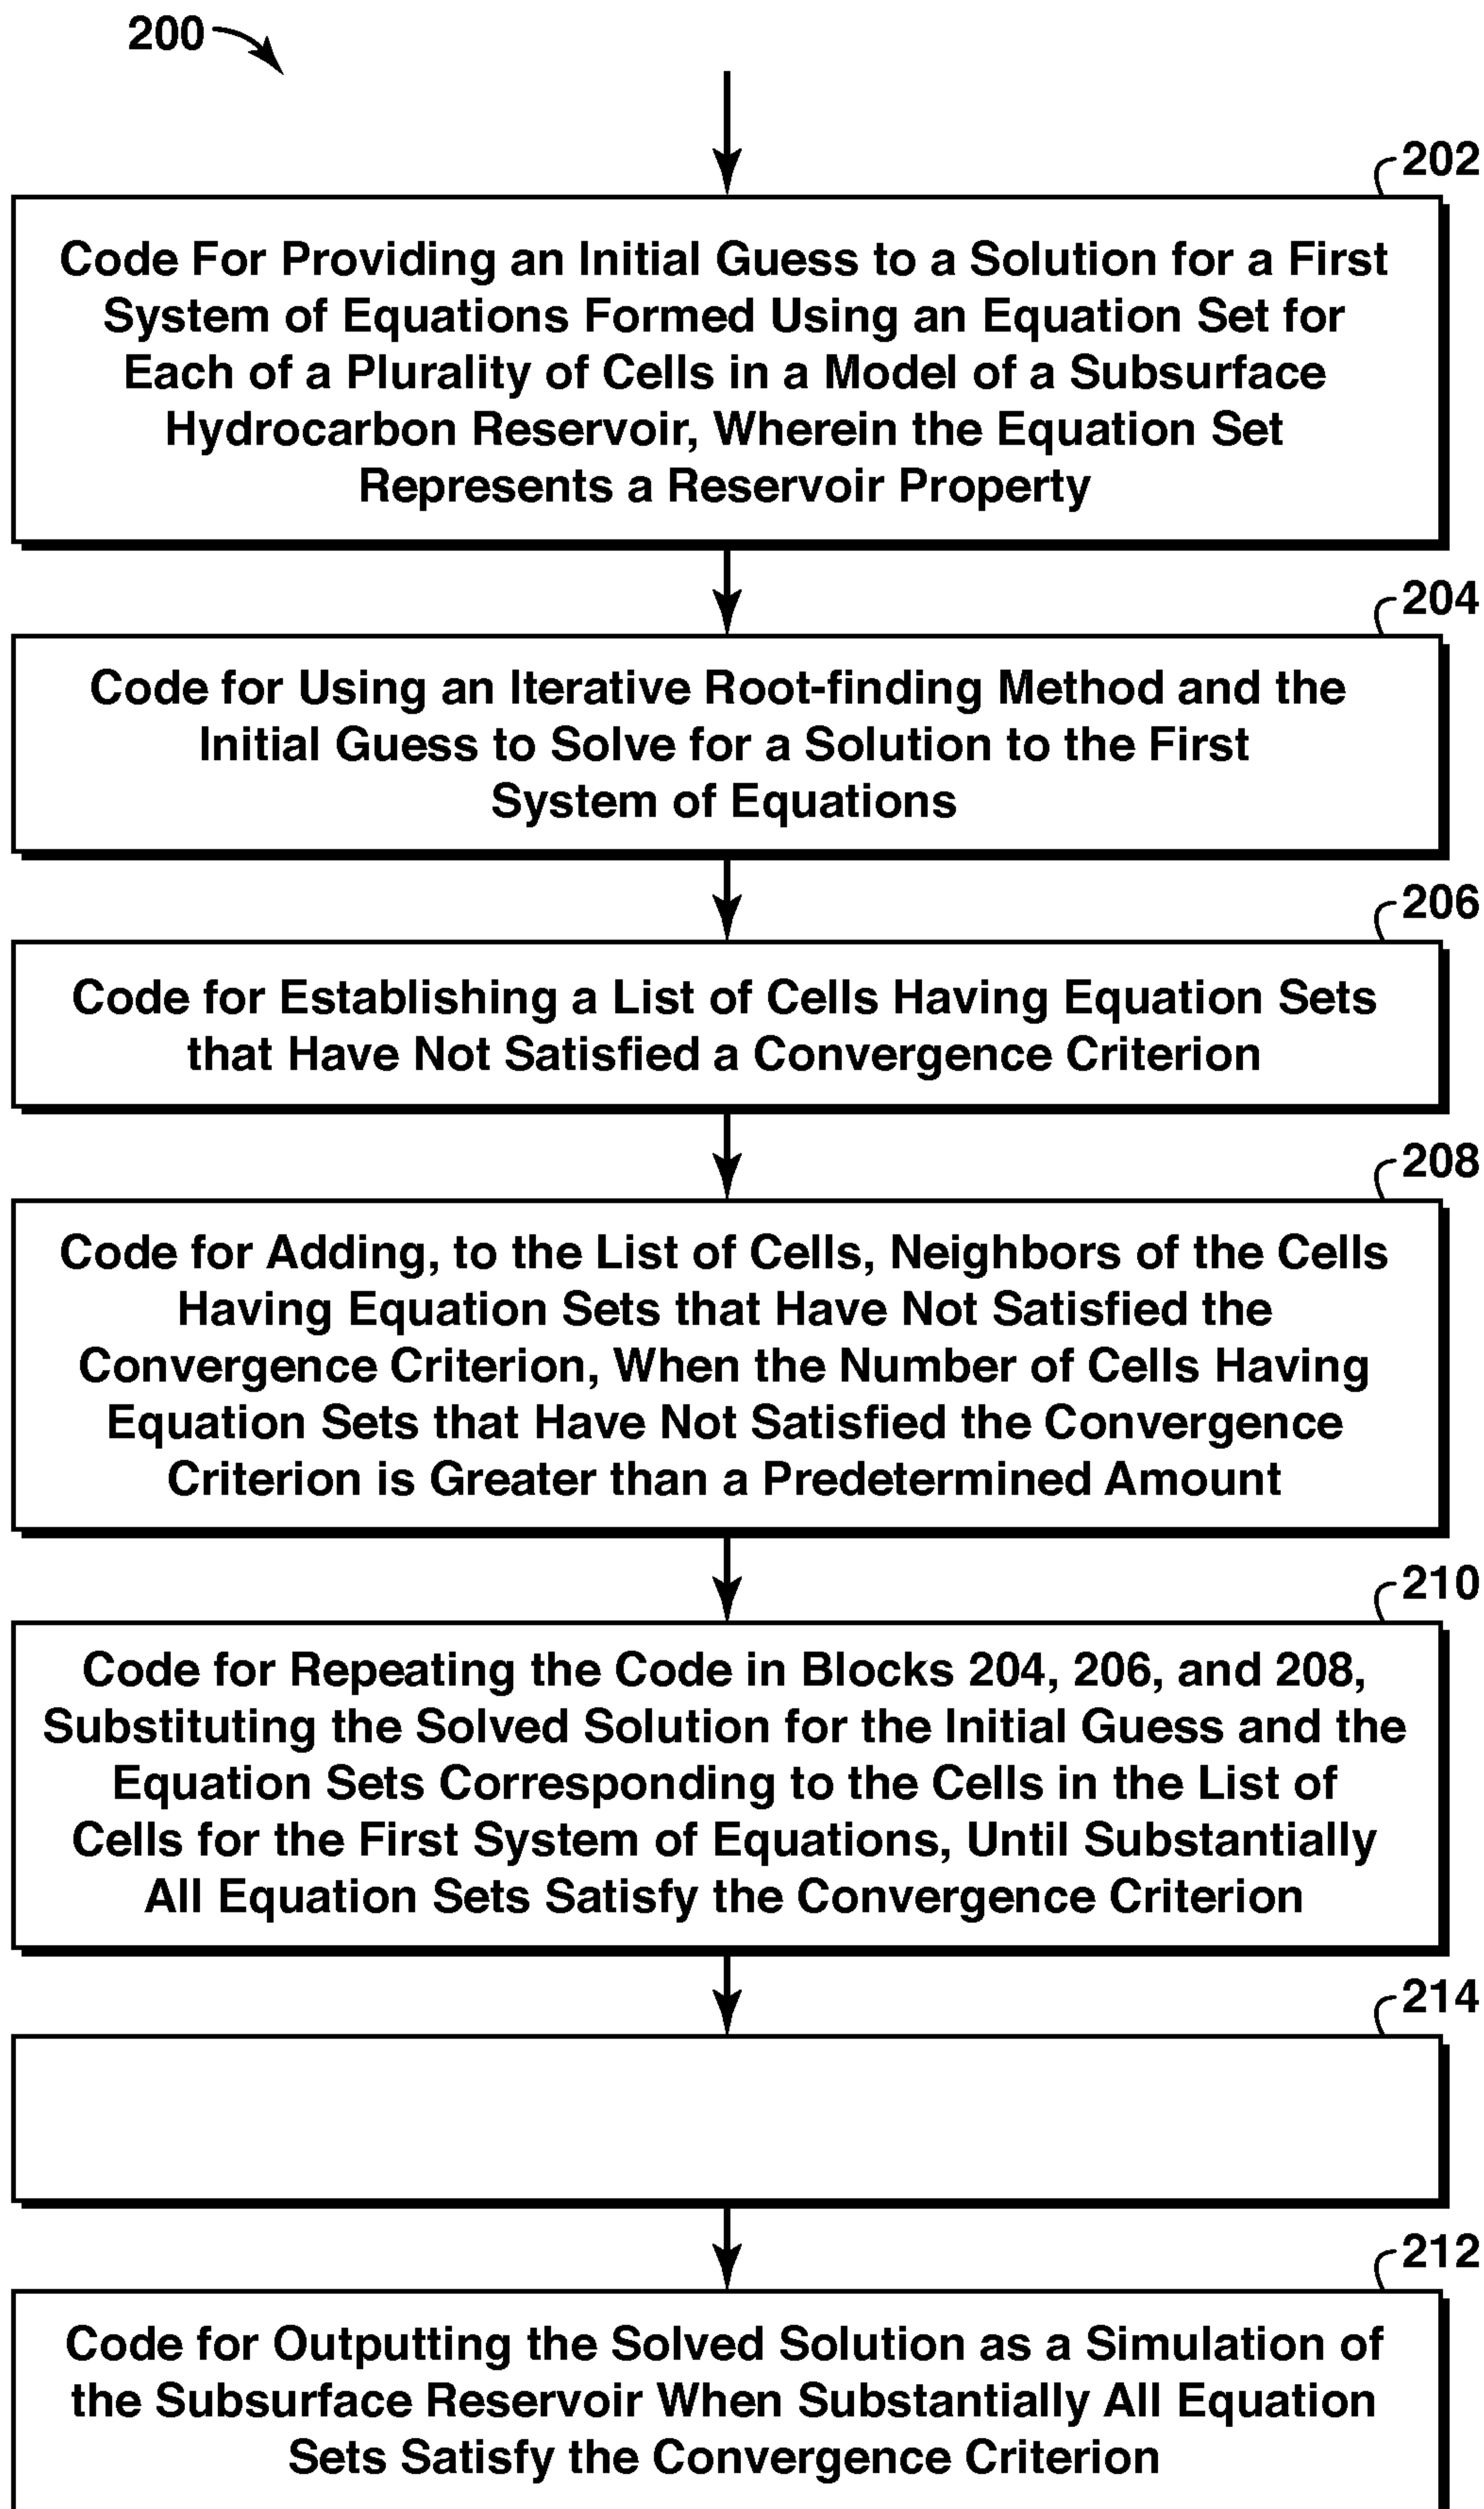 200
202
Code For Providing an Initial Guess to a Solution for a First
System of Equations Formed Using an Equation Set for
Each of a Plurality of Cells in a Model of a Subsurface
Hydrocarbon Reservoir, Wherein the Equation Set
Represents a Reservoir Property
204
Code for Using an Iterative Root-finding Method and the
Initial Guess to Solve for a Solution to the First
System of Equations
206
Code for Establishing a List of Cells Having Equation Sets
that Have Not Satisfied a Convergence Criterion
208
Code for Adding, to the List of Cells, Neighbors of the Cells
Having Equation Sets that Have Not Satisfied the
Convergence Criterion, When the Number of Cells Having
Equation Sets that Have Not Satisfied the Convergence
Criterion is Greater than a Predetermined Amount
210
Code for Repeating the Code in Blocks 204, 206, and 208,
Substituting the Solved Solution for the Initial Guess and the
Equation Sets Corresponding to the Cells in the List of
Cells for the First System of Equations, Until Substantially
All Equation Sets Satisfy the Convergence Criterion
214
212
Code for Outputting the Solved Solution as a Simulation of
the Subsurface Reservoir When Substantially All Equation
Sets Satisfy the Convergence Criterion